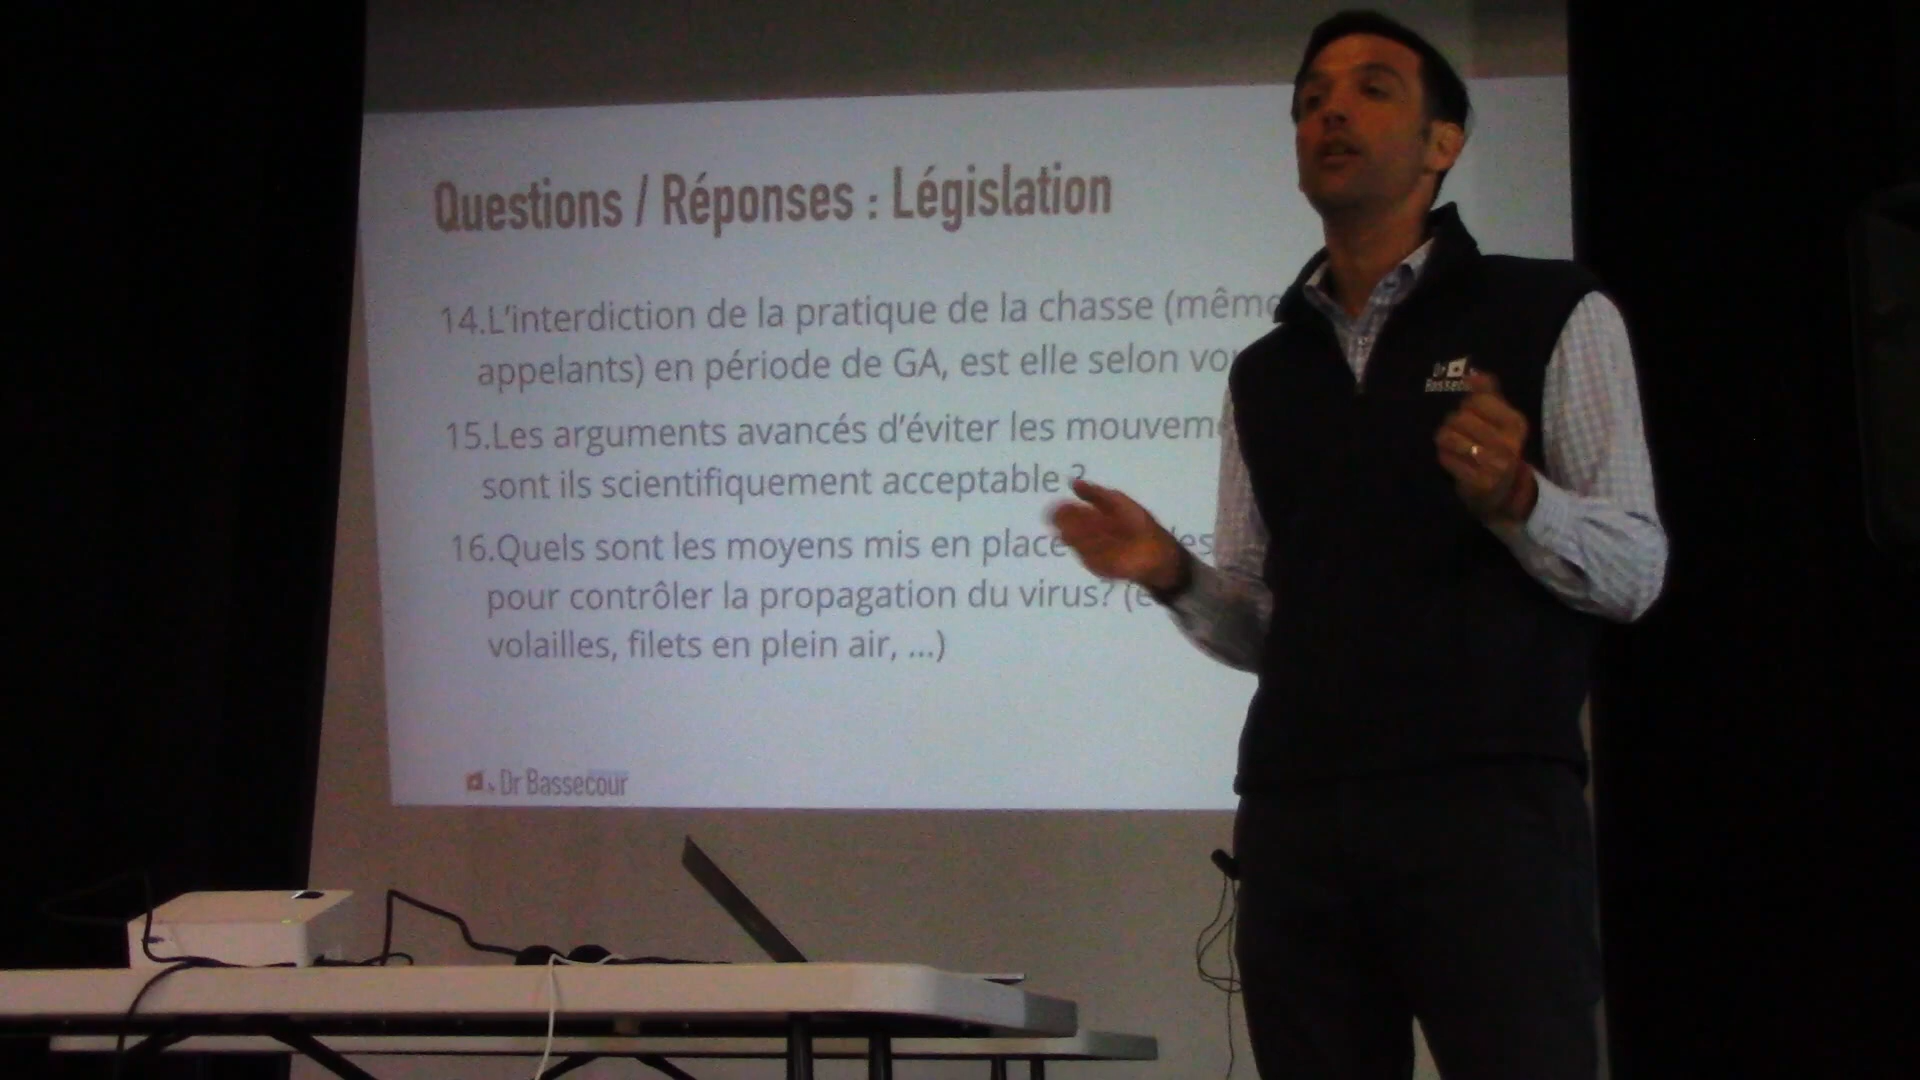 Questions / Réponses : Législation
14.L'interdiction de la pratique de la chasse (même
appelants) en période de GA, est elle selon
15.Les arguments avancés d'éviter les
sont ils scientifiquement acceptable ?
16.Quels sont les moyens mis en place
pour contrôler la propagation du virus? (
volailles, filets en plein air, ...)
Dr Bassecour
Dr